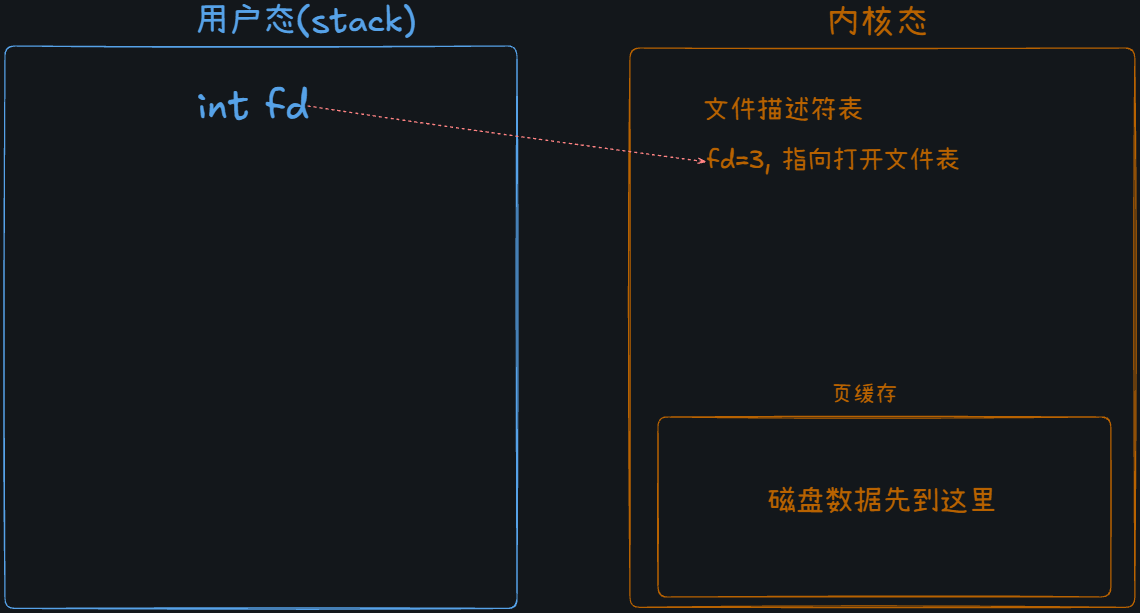 用户态(stack)
内核态
int fd
文件描述符表
fd=3, 指向打开文件表
页缓存
磁盘数据先到这里